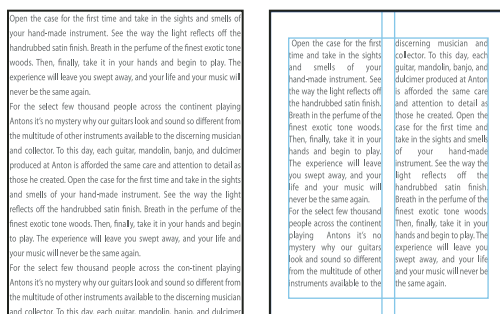 Open the case for the first time and take in the sights and smells of
your hand-made instrument. See the way the light reflects off the
handrubbed satin finish. Breath in the perfume of the finest exotic tone
woods. Then, finally, take it in your hands and begin to play. The
experience will leave you swept away, and your life and your music will
never be the same again.
For the select few thousand people across the continent playing
Antons it's no mystery why our guitars look and sound so different from
the multitude of other instruments available to the discerning musician
and collector. To this day, each guitar, mandolin, banjo, and dulcimer
produced at Anton is afforded the same care and attention to detail as
those he created. Open the case for the first time and take in the sights
and smells of your hand-made instrument. See the way the light
reflects off the handrubbed satin finish. Breath in the perfume of the
finest exotic tone woods. Then, finally, take it in your hands and begin
to play. The experience will leave you swept away, and your life and
your music will never be the same again.
For the select few thousand people across the con-tinent playing
Antons it's no mystery why our guitars look and sound so different from
the multitude of other instruments available to the discerning musician
and collector. To this day, each guitar, mandolin, banjo, and dulcimer
Open the case for the first
time and take in the sights
and smells of your
hand-made instrument. See
the way the light reflects off
the handrubbed satin finish.
Breath in the perfume of the
finest exotic tone woods.
Then, finally, take it in your
hands and begin to play.
The experience will leave
you swept away, and your
life and your music will
never be the same again.
For the select few thousand
people across the continent
playing Antons it's no
mystery why our guitars
look and sound so different
from the multitude of other
instruments available to the
discerning musician and
collector. To this day, each
guitar, mandolin, banjo, and
dulcimer produced at Anton
is afforded the same care
and attention to detail as
those he created. Open the
case for the first time and
take in the sights and smells
of your hand-made
instrument. See the way the
light reflects off the
handrubbed satin finish.
Breath in the perfume of the
finest exotic tone woods.
Then, finally, take it in your
hands and begin to play. The
experience will leave you
swept away, and your life
and your music will never be
the same again.